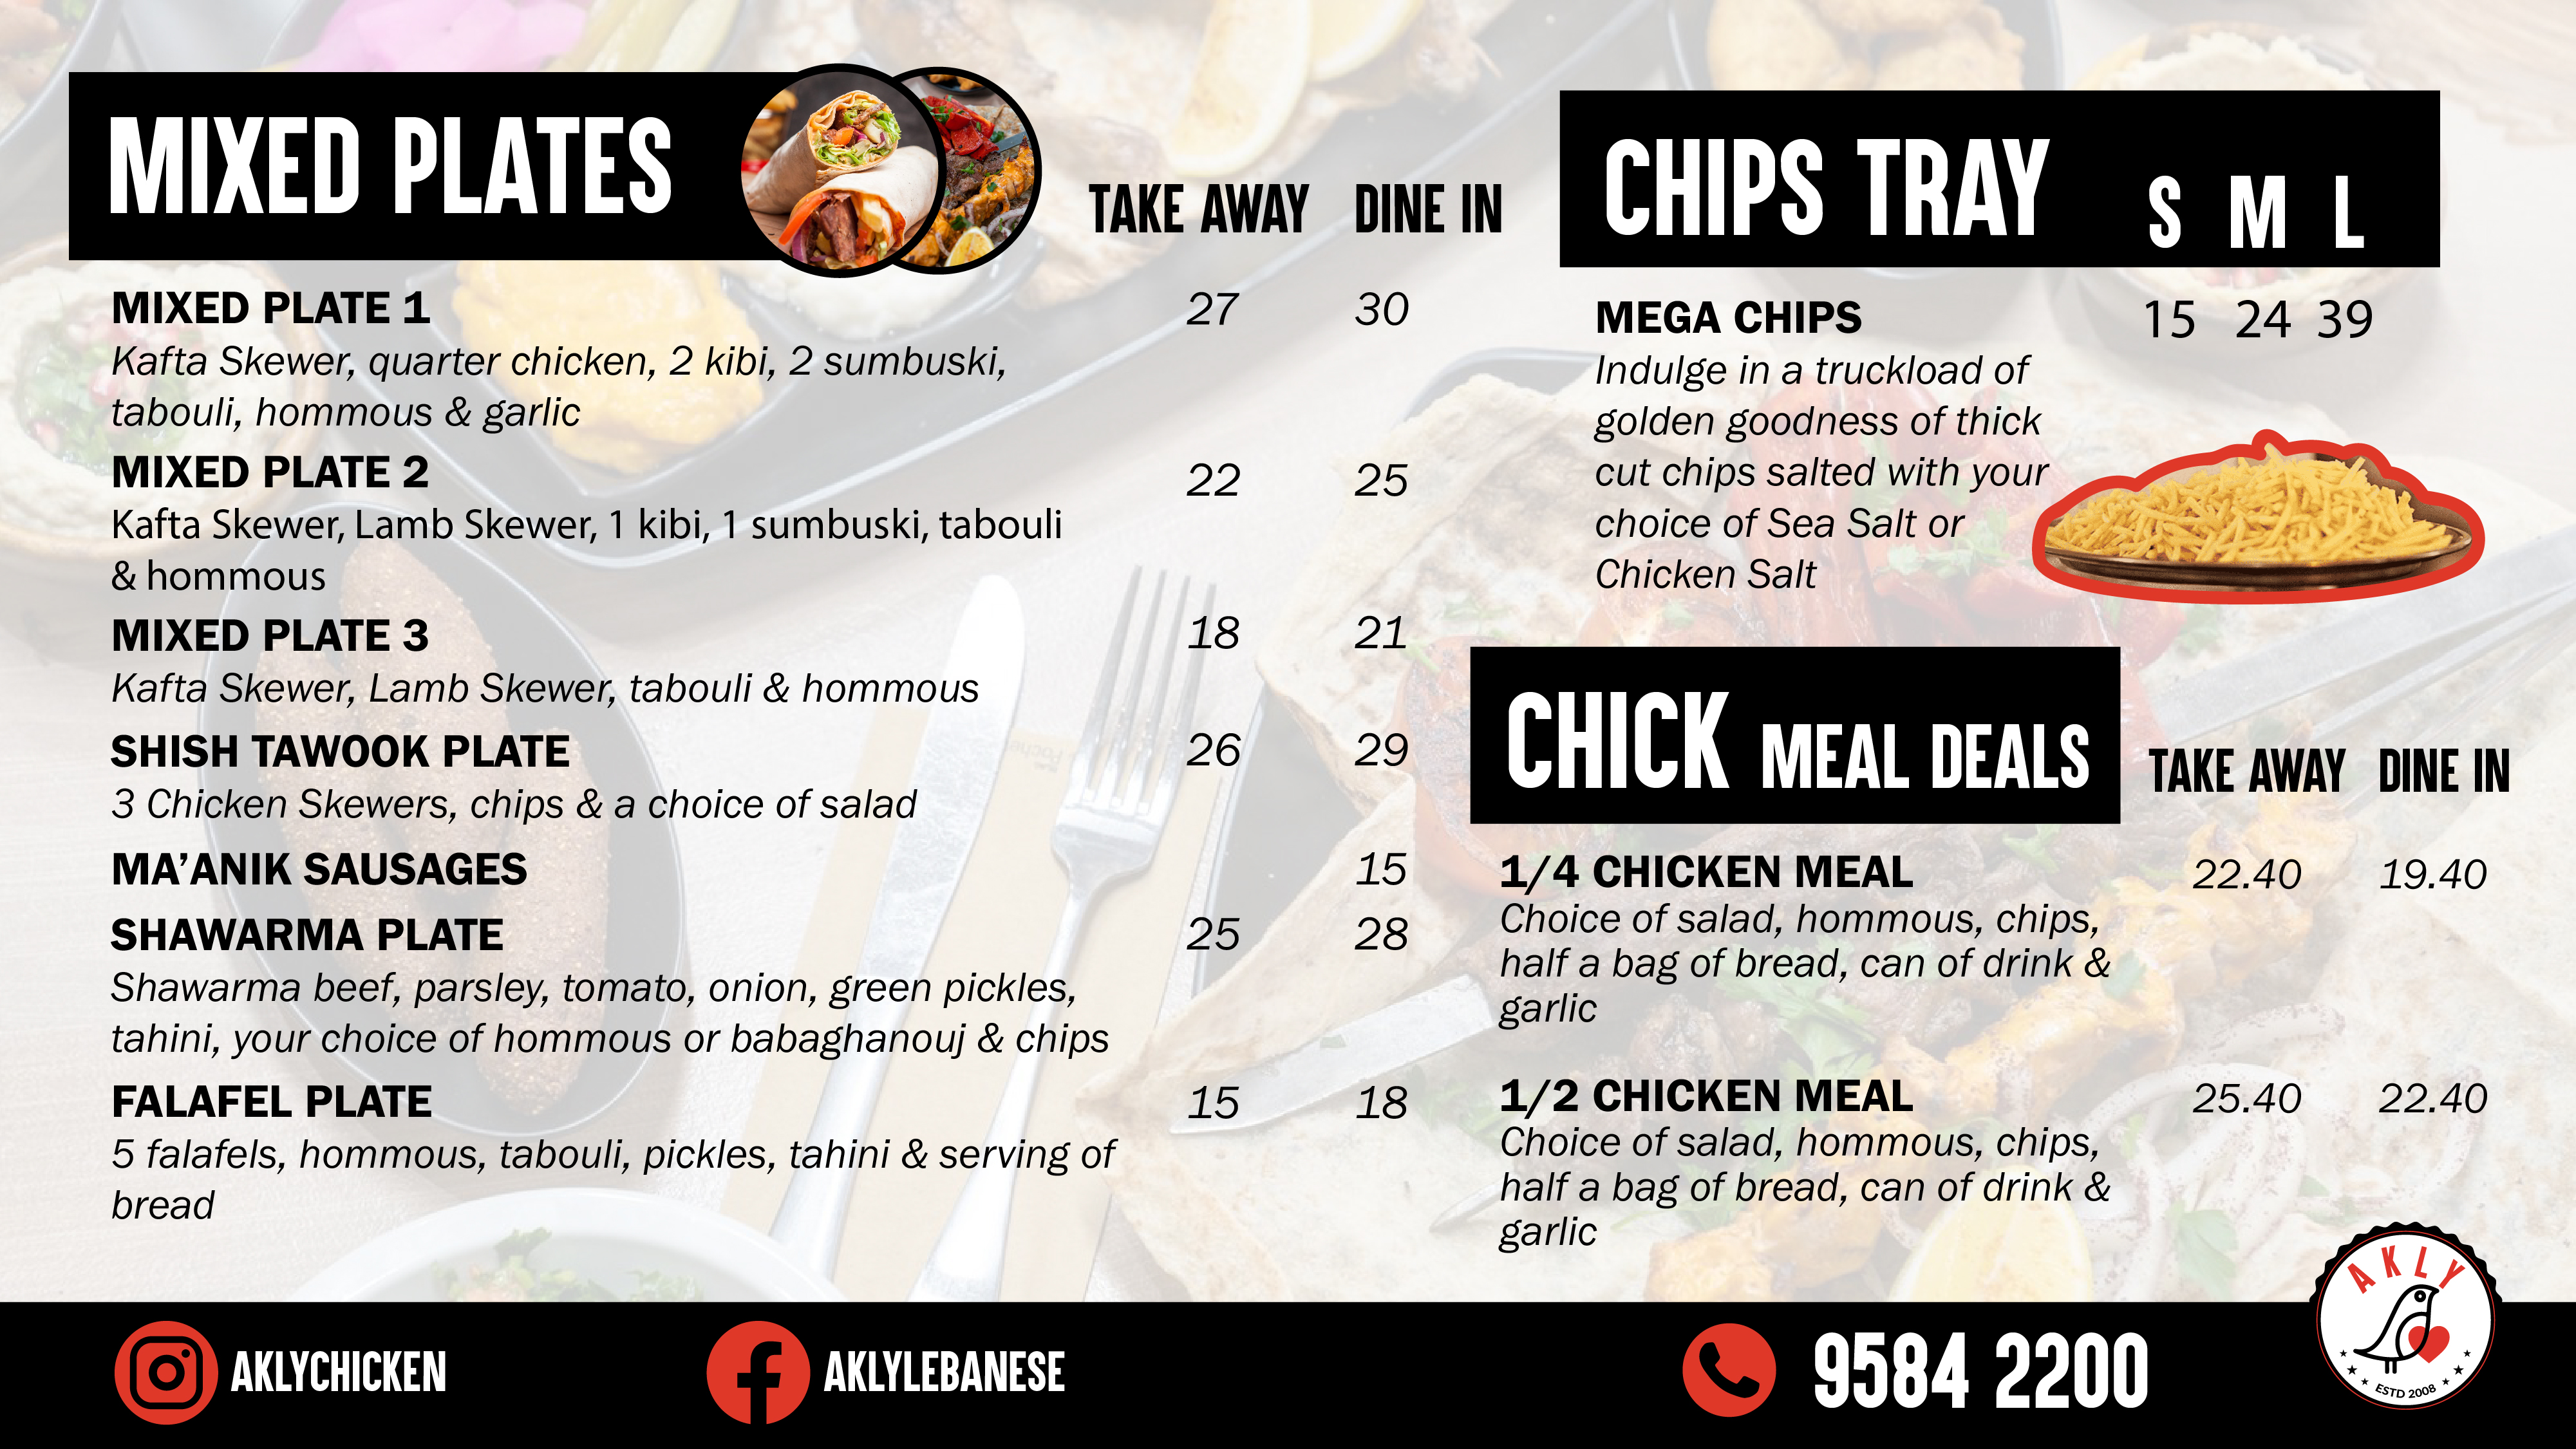 MIXED PLATES
TAKE AWAY DINE IN
MIXED PLATE 1 27 30
Kafta Skewer, quarter chicken, 2 kibi, 2 sumbuski,
tabouli, hommous & garlic
MIXED PLATE 2 22 25
Kafta Skewer, Lamb Skewer, 1 kibi, 1 sumbuski, tabouli
& hommous
MIXED PLATE 3 18 21
Kafta Skewer, Lamb Skewer, tabouli & hommous
SHISH TAWOOK PLATE 26 29
3 Chicken Skewers, chips & a choice of salad
MA’ANIK SAUSAGES 15
SHAWARMA PLATE 25 28
Shawarma beef, parsley, tomato, onion, green pickles,
tahini, your choice of hommous or babaghanouj & chips
FALAFEL PLATE 15 18
5 falafels, hommous, tabouli, pickles, tahini & serving of
bread
CHIPS TRAY S M L
MEGA CHIPS 15 24 39
Indulge in a truckload of
golden goodness of thick
cut chips salted with your
choice of Sea Salt or
Chicken Salt
CHICK MEAL DEALS TAKE AWAY DINE IN
1/4 CHICKEN MEAL 22.40 19.40
Choice of salad, hommous, chips,
half a bag of bread, can of drink &
garlic
1/2 CHICKEN MEAL 25.40 22.40
Choice of salad, hommous, chips,
half a bag of bread, can of drink &
garlic
AKLYCHICKEN
AKLYLEBANESE
9584 2200
AKLY
ESTD 2008